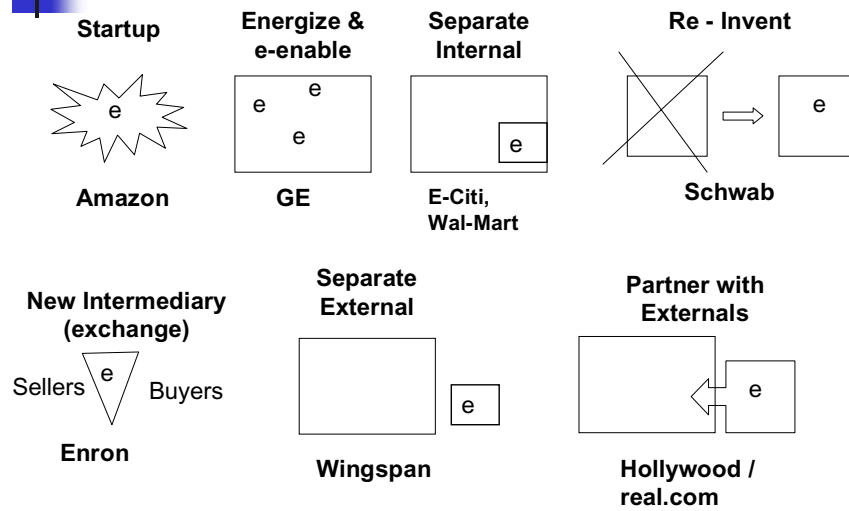 Startup
Energize &
e-enable
Separate
Internal
Re - Invent
e
e
e
e
e
e
Amazon
GE
E-Citi,
Wal-Mart
Schwab
New Intermediary
(exchange)
Sellers
e
Buyers
Enron
Separate
External
e
Wingspan
Partner with
Externals
e
Hollywood /
real.com